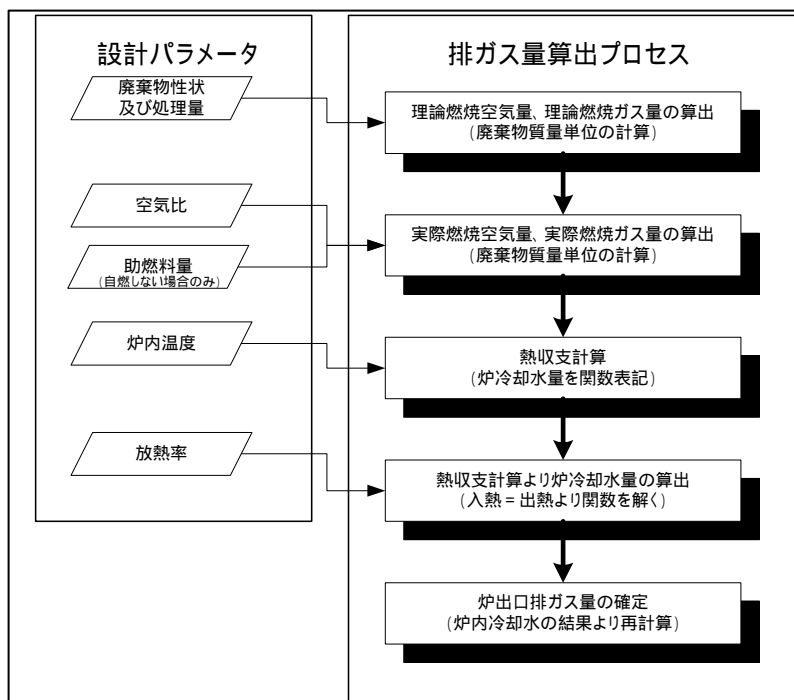 設計パラメータ
廃棄物性状
及び処理量
空気比
助燃料量
(自燃しない場合のみ)
炉内温度
放熱率
排ガス量算出プロセス
理論燃焼空気量、理論燃焼ガス量の算出
(廃棄物質量単位の計算)
実際燃焼空気量、実際燃焼ガス量の算出
(廃棄物質量単位の計算)
熱収支計算
(炉冷却水量を関数表記)
熱収支計算より炉冷却水量の算出
(入熱=出熱より関数を解く)
炉出口排ガス量の確定
(炉内冷却水の結果より再計算)